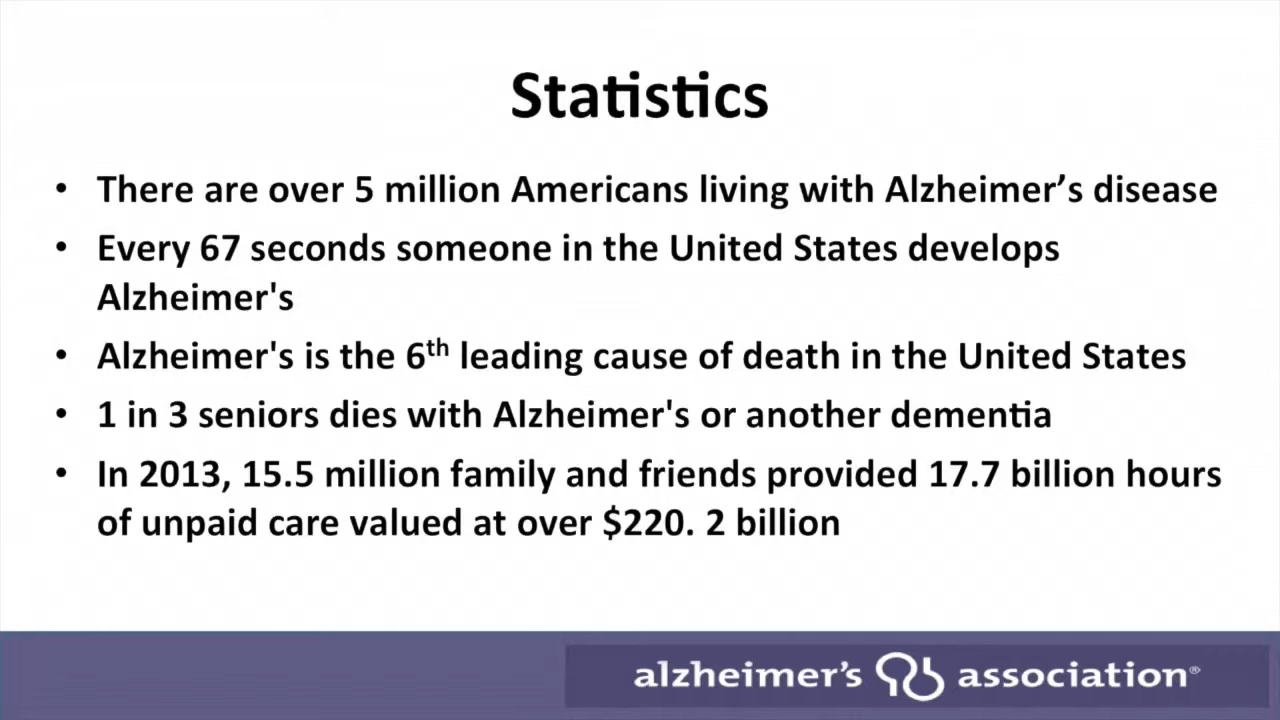 Statistics
• There are over 5 million Americans living with Alzheimer’s disease
• Every 67 seconds someone in the United States develops
Alzheimer's
• Alzheimer's is the 6th leading cause of death in the United States
• 1 in 3 seniors dies with Alzheimer's or another dementia
• In 2013, 15.5 million family and friends provided 17.7 billion hours
of unpaid care valued at over $220. 2 billion
alzheimer's association®